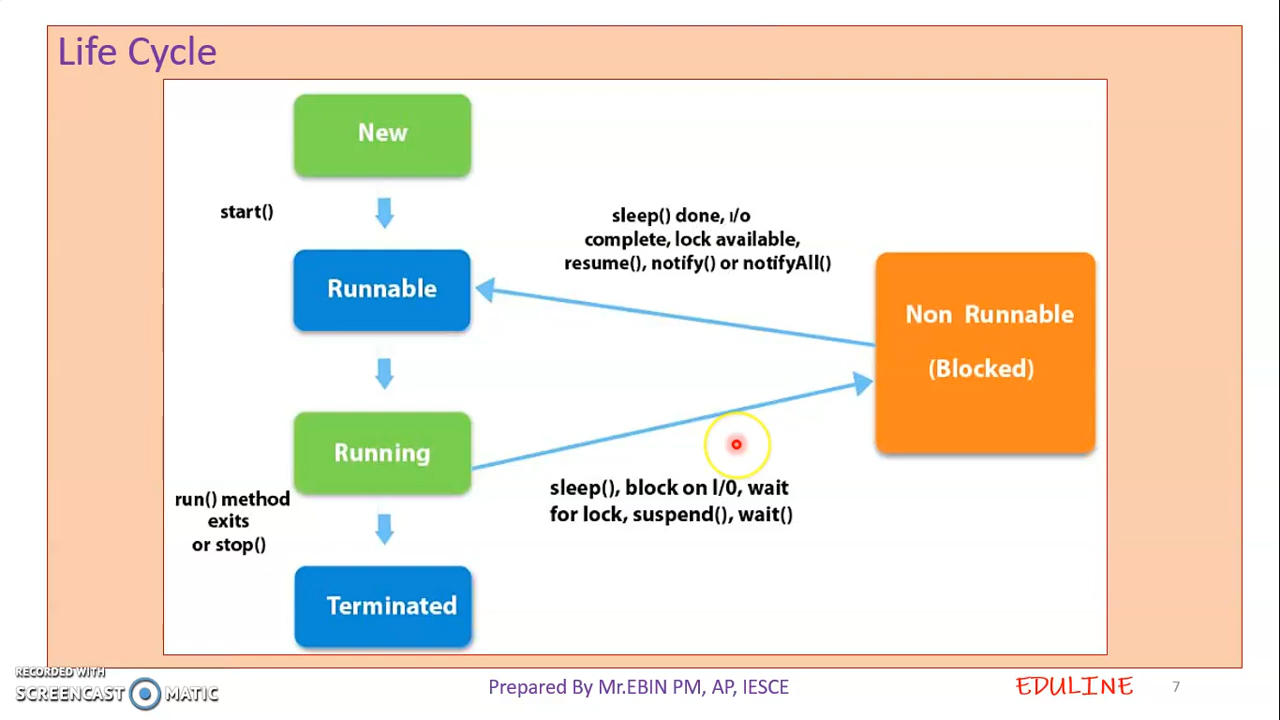 Life Cycle
New
start()
sleep() done, I/o
complete, lock available,
resume(), notify() or notifyAll()
Runnable
Non Runnable
(Blocked)
Running
sleep(), block on I/0, wait
for lock, suspend(), wait()
run() method
exits
or stop()
Terminated
RECORDED WITH
SCREENCAST MATIC
Prepared By Mr.EBIN PM, AP, IESCE
EDULINE
7